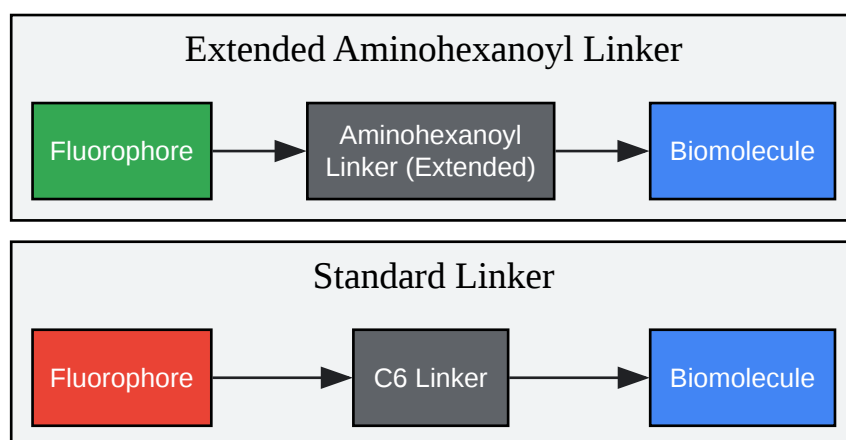 Extended Aminohexanoyl Linker
Fluorophore
Aminohexanoyl
Linker (Extended)
Biomolecule
Standard Linker
Fluorophore
C6 Linker
Biomolecule